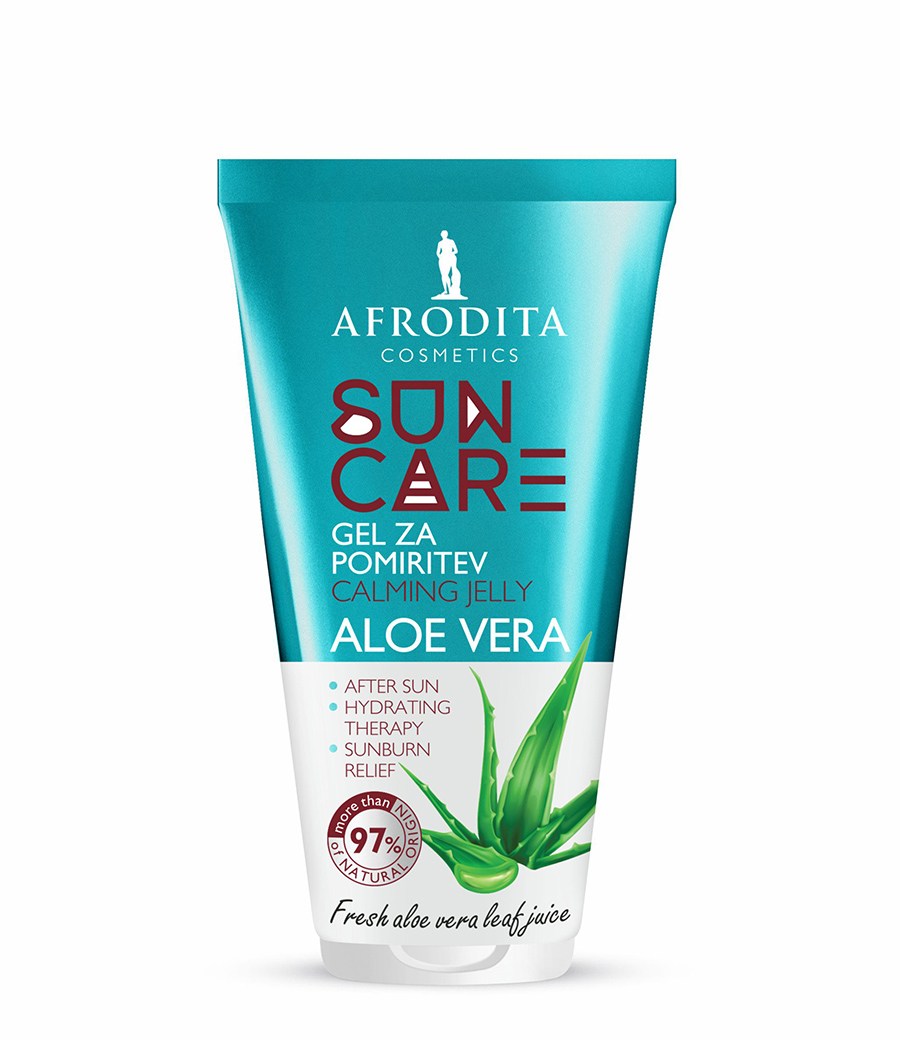 AFRODITA
COSMETICS
SUN
CARE
GEL ZA
POMIRITEV
CALMING JELLY
ALOE VERA
• AFTER SUN
• HYDRATING
THERAPY
• SUNBURN
RELIEF
more than
97%
of NATURAL ORIGIN
Fresh aloe vera leaf juice